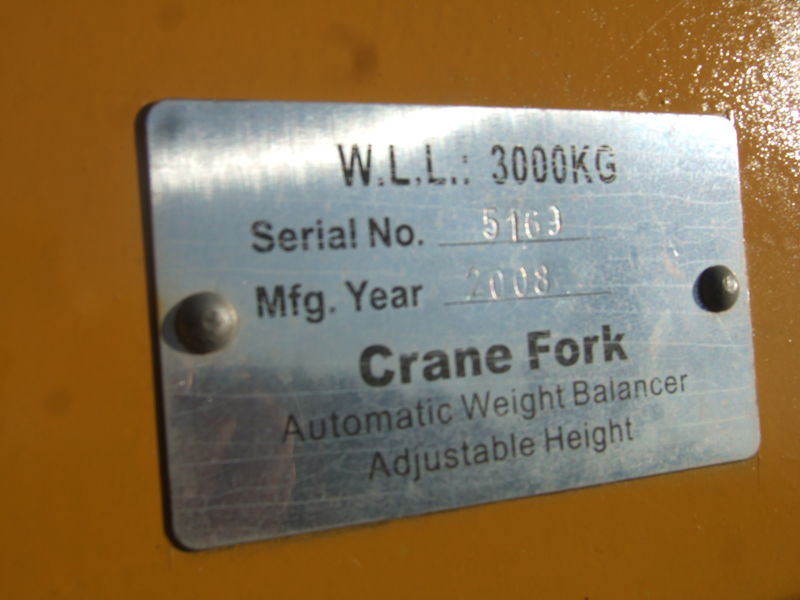 W.L.L.: 3000KG
Serial No. 5169
Mfg. Year 2008
Crane Fork
Automatic Weight Balancer
Adjustable Height